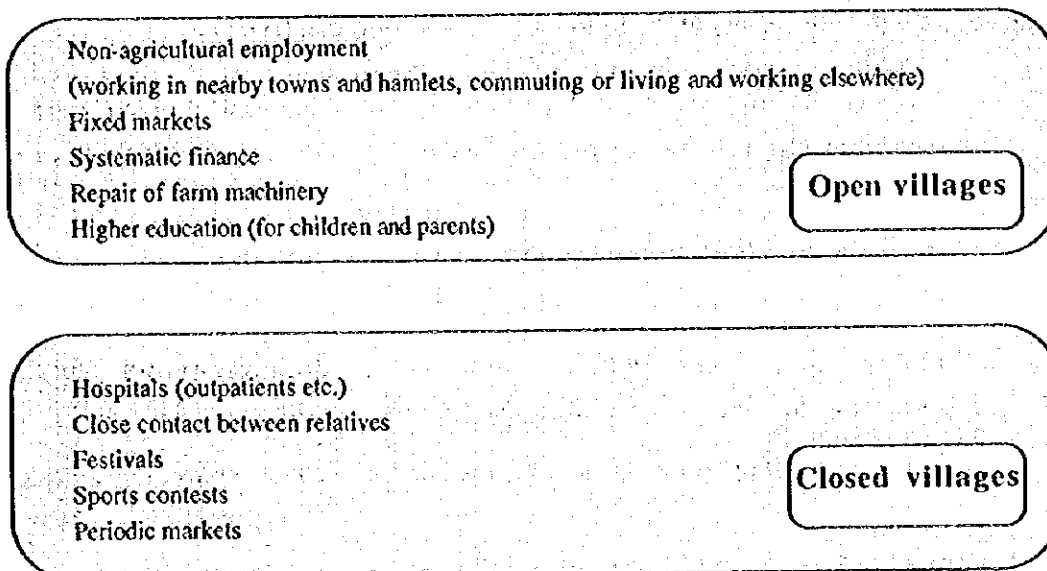 Non-agricultural employment
(working in nearby towns and hamlets, commuting or living and working elsewhere)
Fixed markets
Systematic finance
Repair of farm machinery
Higher education (for children and parents)
Open villages
Hospitals (outpatients etc.)
Close contact between relatives
Festivals
Sports contests
Periodic markets
Closed villages